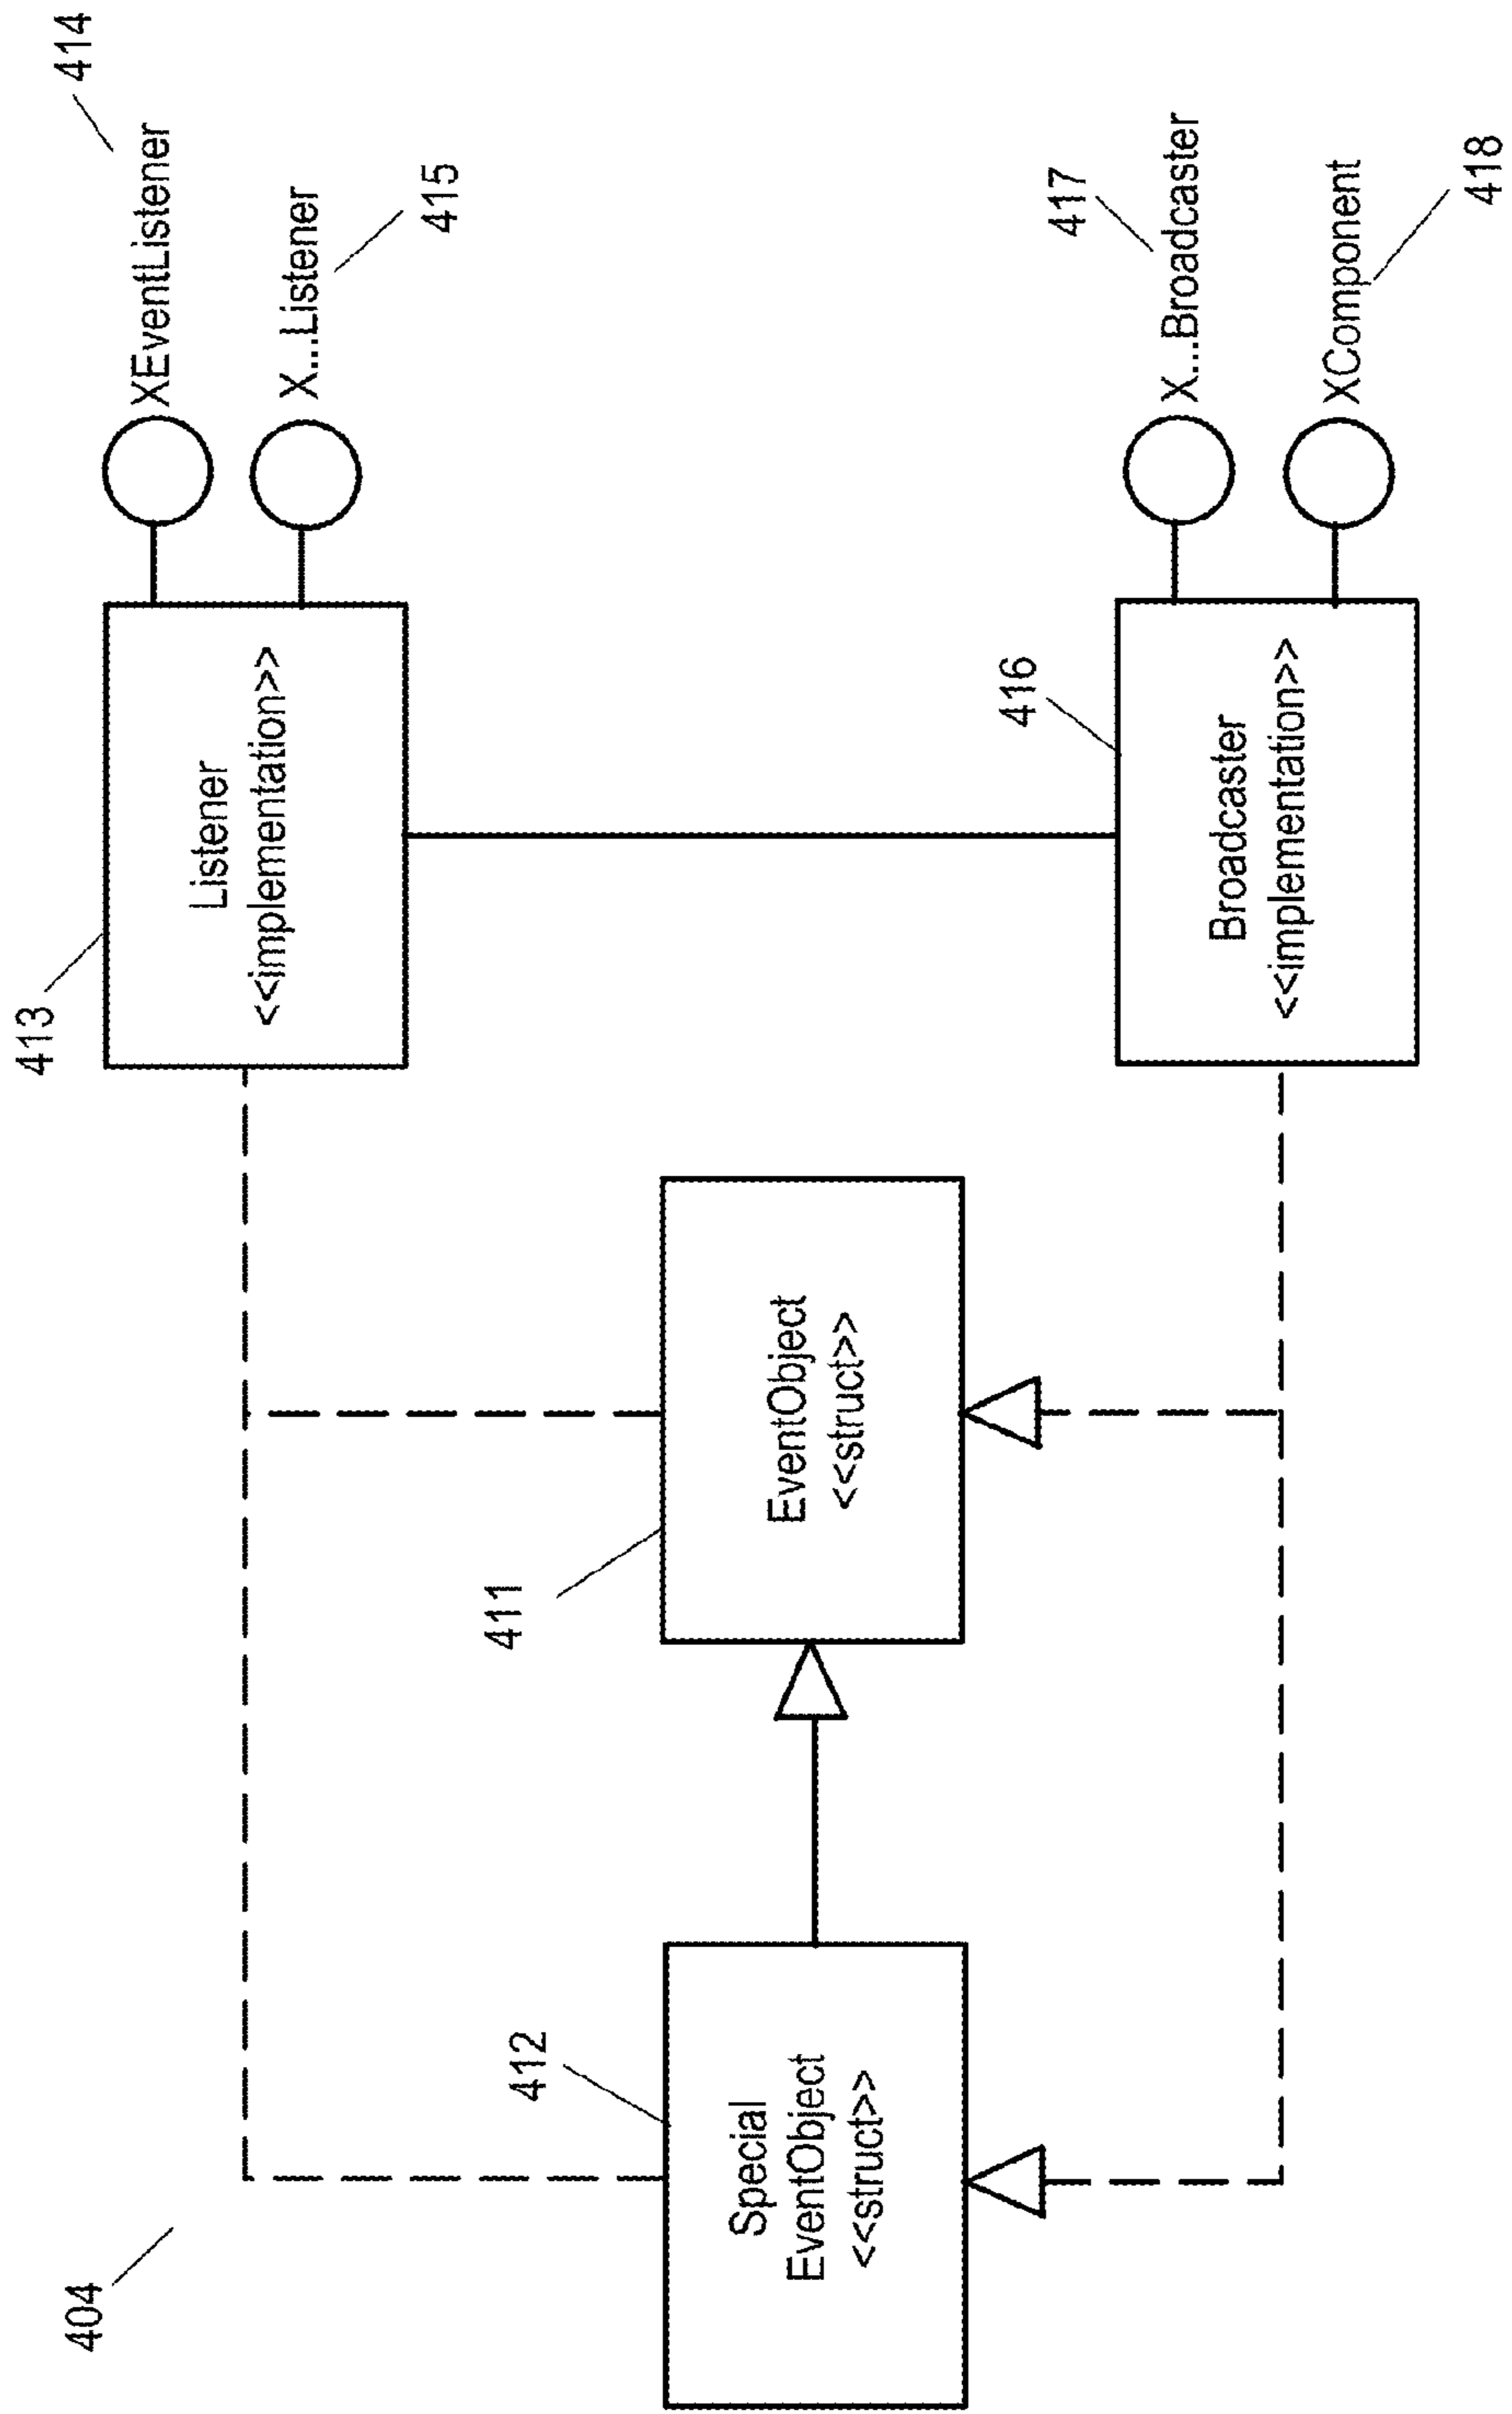 404
413
Listener
<<implementation>>
414
XEventListener
X...Listener
415
412
Special
EventObject
<<struct>>
411
EventObject
<<struct>>
416
Broadcaster
<<implementation>>
417
X...Broadcaster
XComponent
418